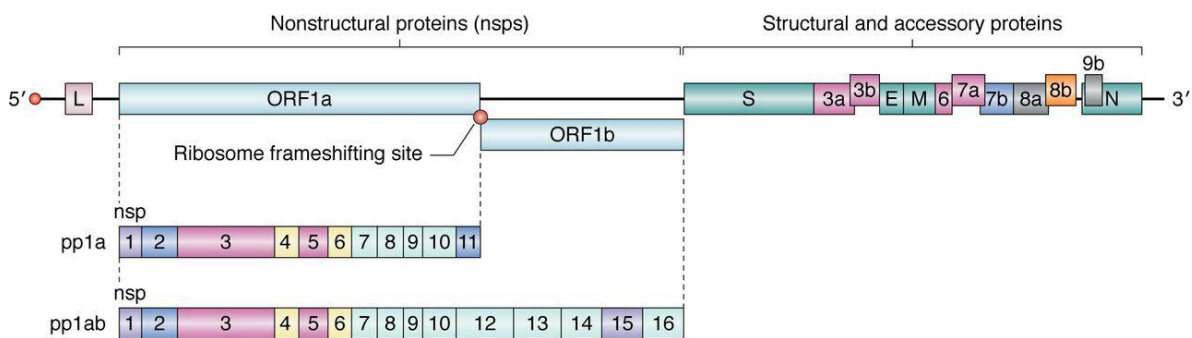 Nonstructural proteins (nsps)
Structural and accessory proteins
5′
L
ORF1a
S
3a
3b
E
M
6
7a
7b
8a
8b
9b
N
3′
ORF1b
Ribosome frameshifting site
nsp
pp1a
1 2 3 4 5 6 7 8 9 10 11
nsp
pp1ab
1 2 3 4 5 6 7 8 9 10 12 13 14 15 16